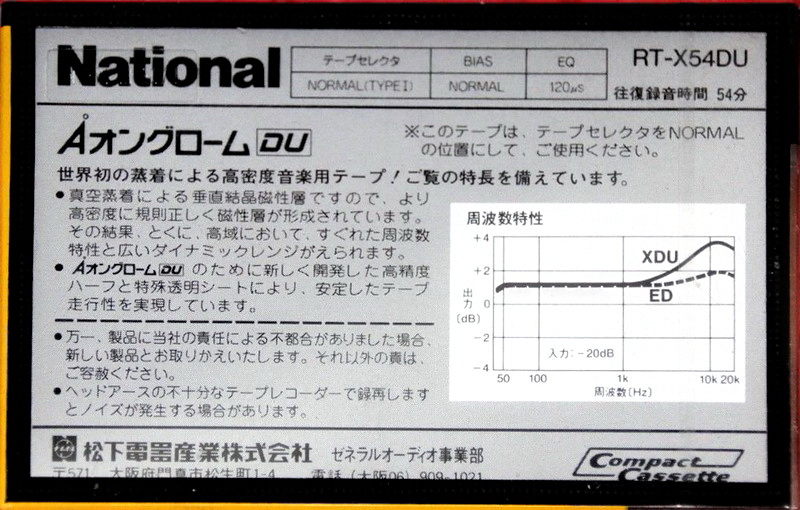 National
テープセレクタ BIAS EQ
NORMAL(TYPE I) NORMAL 120μs
RT-X54DU
往復録音時間 54分
Åオングローム DU
※このテープは、テープセレクタをNORMAL
の位置にして、ご使用ください。
世界初の蒸着による高密度音楽用テープ!ご覧の特長を備えています。
●真空蒸着による垂直結晶磁性層ですので、より
高密度に規則正しく磁性層が形成されています。
その結果、とくに、高域において、すぐれた周波数
特性と広いダイナミックレンジがえられます。
●Åオングローム DU のために新しく開発した高精度
ハーフと特殊透明シートにより、安定したテープ
走行性を実現しています。
●万一、製品に当社の責任による不都合がありました場合、
新しい製品とお取りかえいたします。それ以外の責は、
ご容赦ください。
●ヘッドアースの不十分なテープレコーダーで録再します
とノイズが発生する場合があります。
周波数特性
+4
+2
0
−2
−4
出力
(dB)
XDU
ED
入力:−20dB
50 100 1k 10k 20k
周波数(Hz)
松下電器産業株式会社 ゼネラルオーディオ事業部
〒571 大阪府門真市松生町1-4 電話(大阪06)909-1021
Compact
Cassette